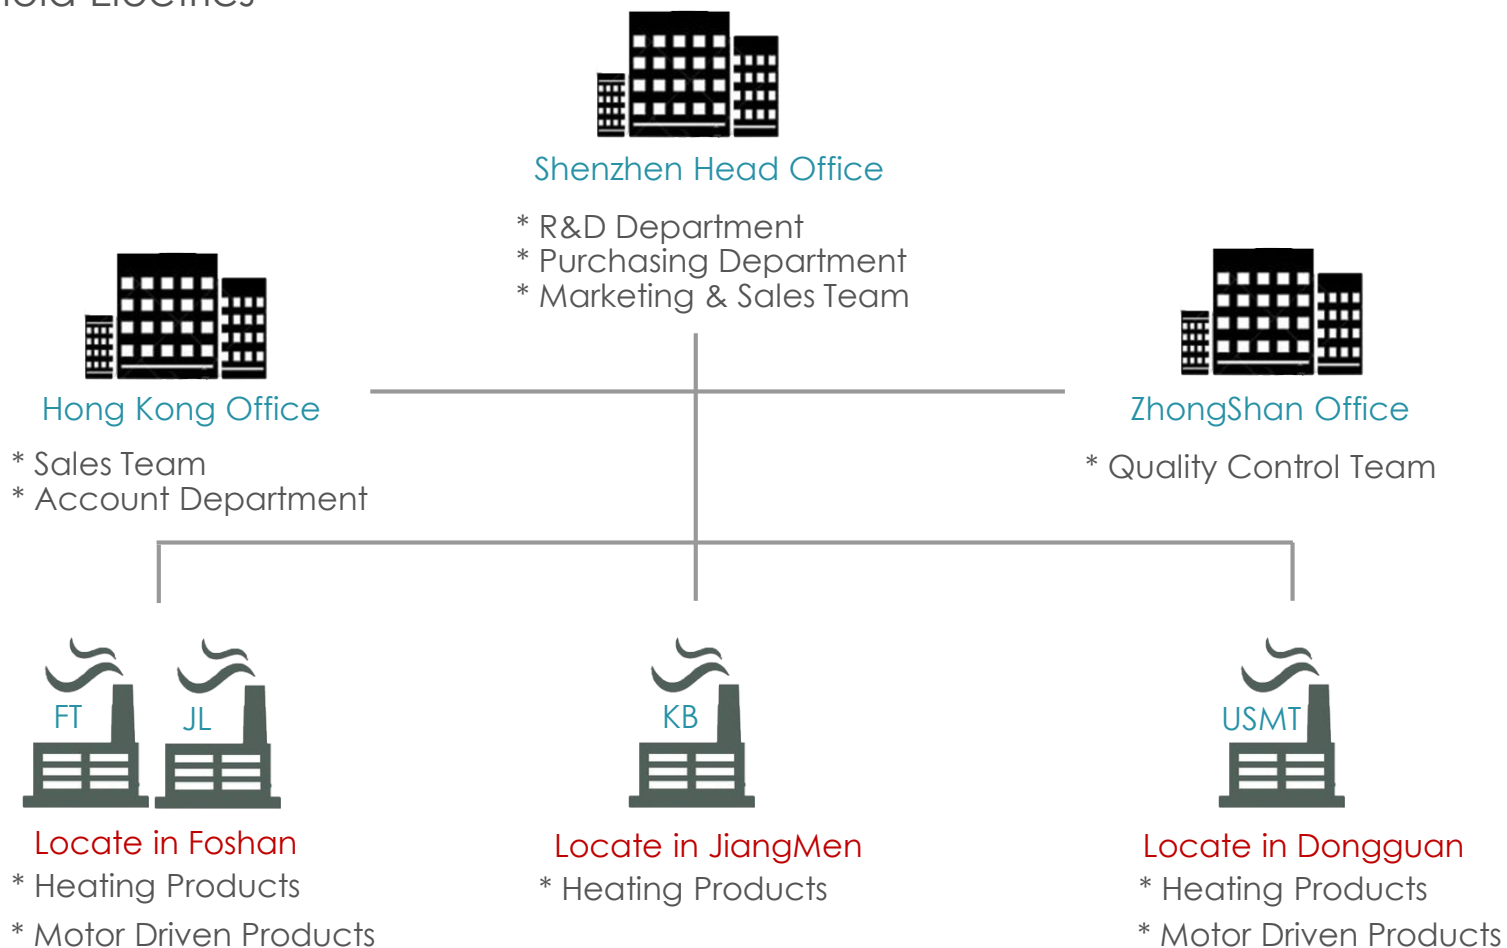 Shenzhen Head Office
* R&D Department
* Purchasing Department
* Marketing & Sales Team
Hong Kong Office
* Sales Team
* Account Department
ZhongShan Office
* Quality Control Team
FT
JL
KB
USMT
Locate in Foshan
* Heating Products
* Motor Driven Products
Locate in JiangMen
* Heating Products
Locate in Dongguan
* Heating Products
* Motor Driven Products